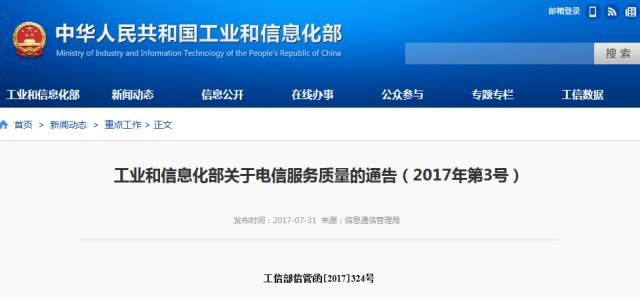 邮箱登录
中华人民共和国工业和信息化部
Ministry of Industry and Information Technology of the People's Republic of China
搜索
工业和信息化部 新闻动态 信息公开 在线办事 公众参与 专题专栏 工信数据
首页 > 新闻动态 > 重点工作 > 正文
工业和信息化部关于电信服务质量的通告（2017年第3号）
发布时间：2017-07-31 来源：信息通信管理局
工信部信管函[2017]324号